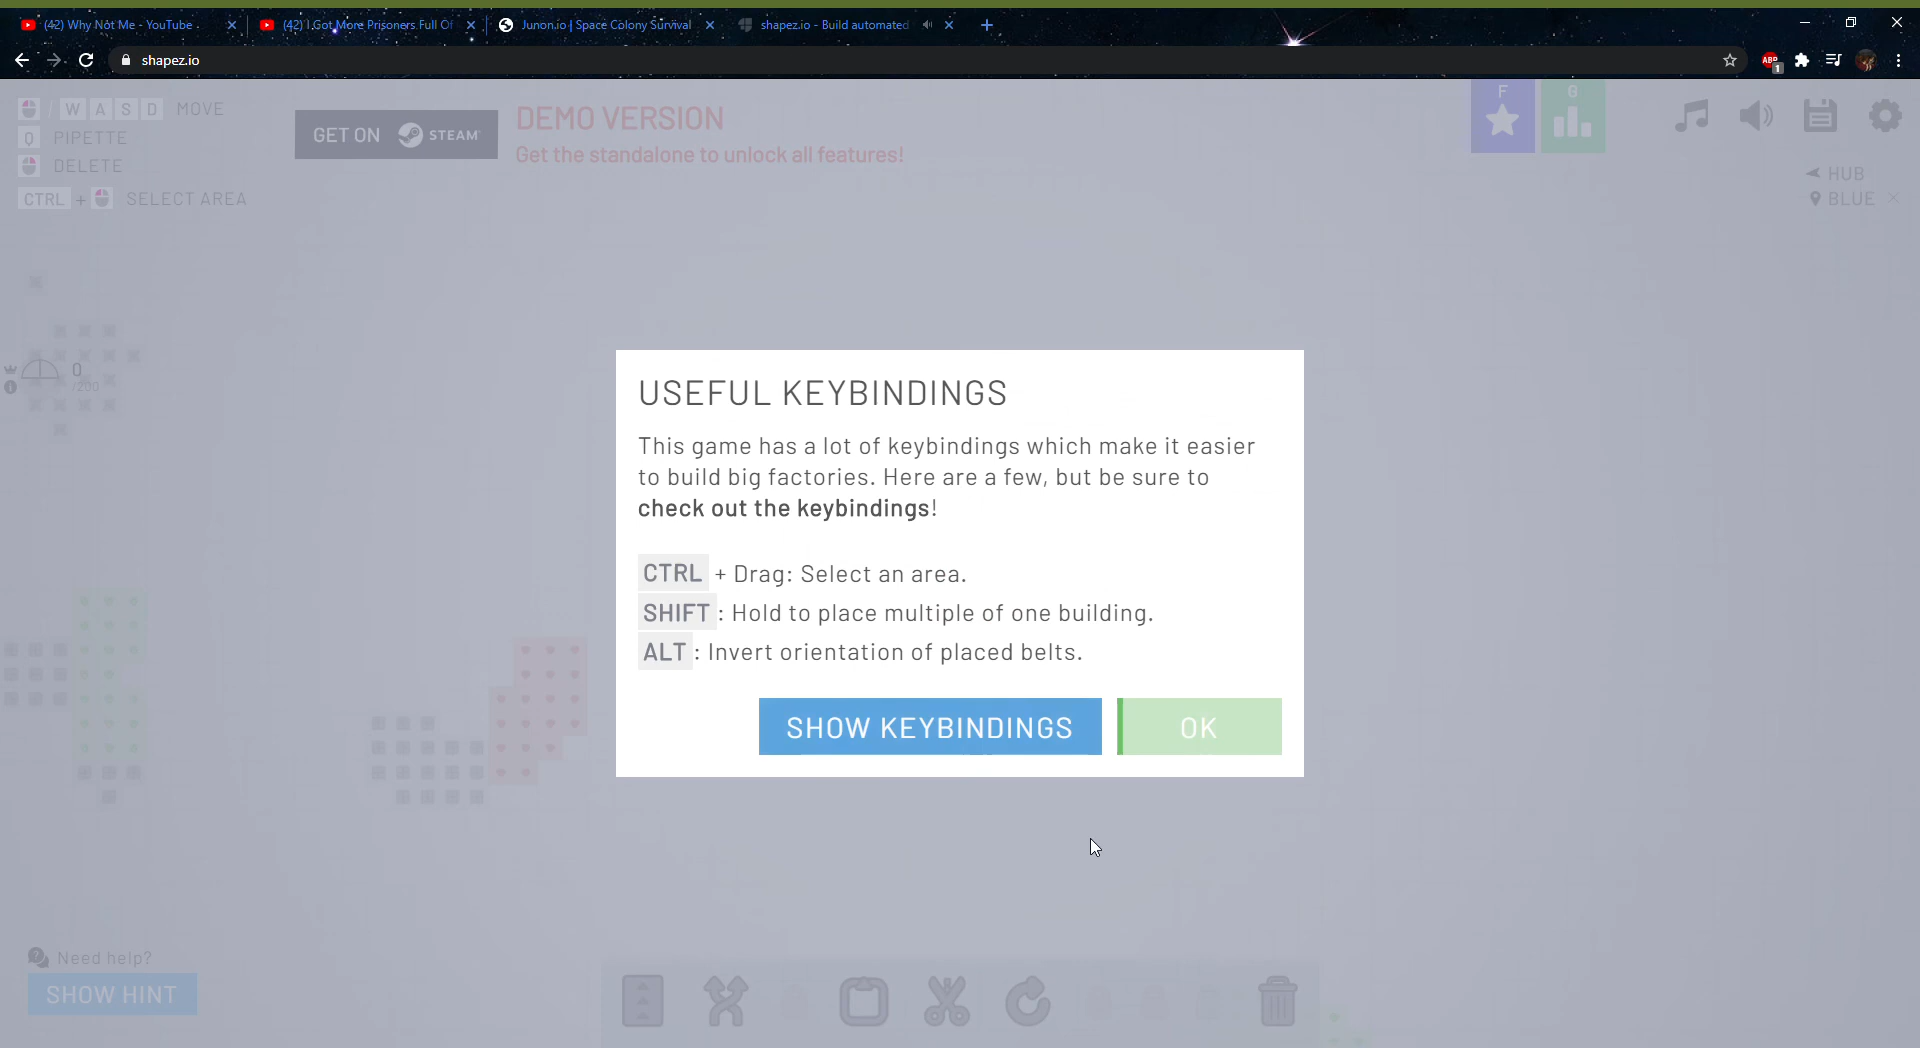 (42) Why Not Me - YouTube
(42) I Got More Prisoners Full Of
Junon.io | Space Colony Survival
shapez.io - Build automated
shapez.io
ABP
1
/ W A S D MOVE
Q PIPETTE
DELETE
CTRL + SELECT AREA
GET ON STEAM
DEMO VERSION
Get the standalone to unlock all features!
F
G
HUB
BLUE
0
/200
USEFUL KEYBINDINGS
This game has a lot of keybindings which make it easier
to build big factories. Here are a few, but be sure to
check out the keybindings!
CTRL + Drag: Select an area.
SHIFT : Hold to place multiple of one building.
ALT : Invert orientation of placed belts.
SHOW KEYBINDINGS
OK
Need help?
SHOW HINT